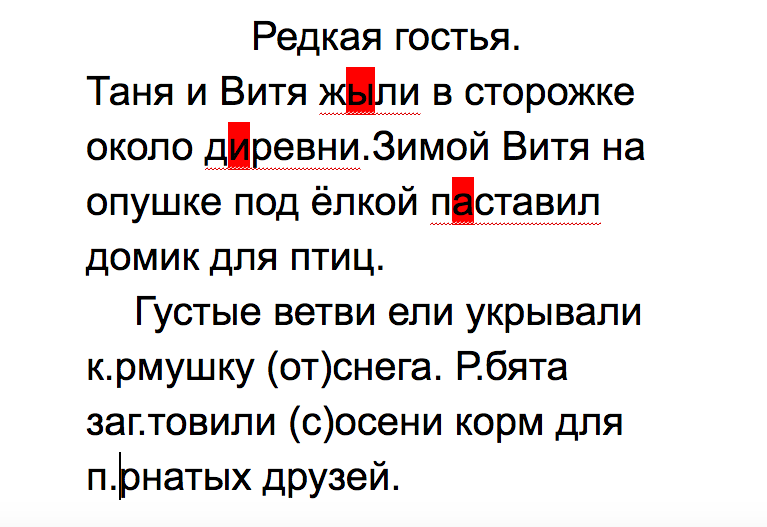 Редкая гостья.
Таня и Витя жыли в сторожке
около диревни.Зимой Витя на
опушке под ёлкой паставил
домик для птиц.
Густые ветви ели укрывали
к.рмушку (от)снега. Р.бята
заг.товили (с)осени корм для
п.рнатых друзей.